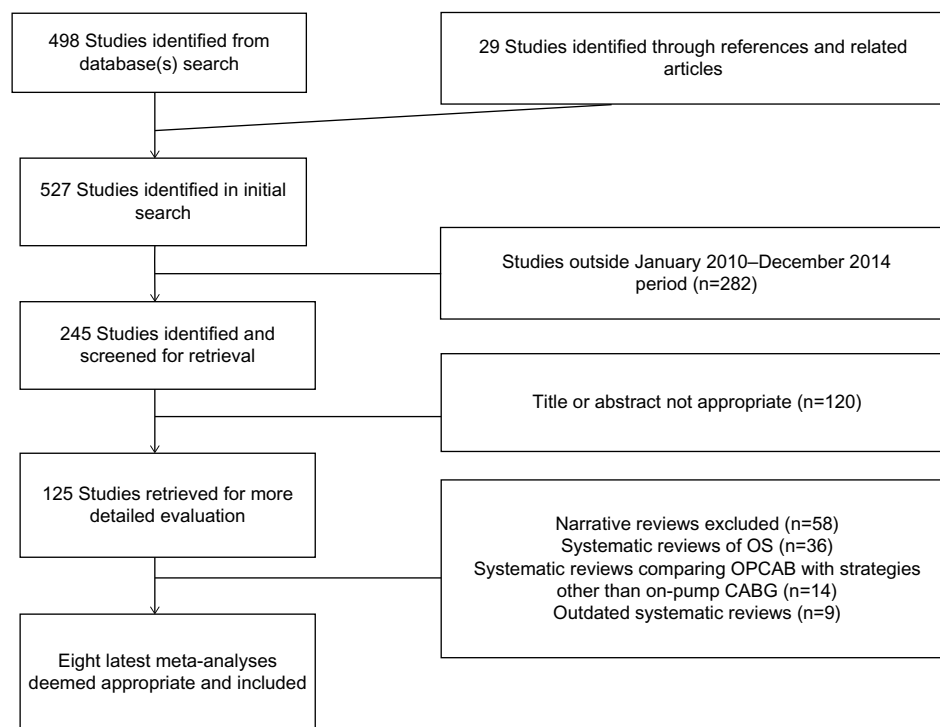 498 Studies identified from
database(s) search
29 Studies identified through references and related
articles
527 Studies identified in initial
search
Studies outside January 2010–December 2014
period (n=282)
245 Studies identified and
screened for retrieval
Title or abstract not appropriate (n=120)
125 Studies retrieved for more
detailed evaluation
Narrative reviews excluded (n=58)
Systematic reviews of OS (n=36)
Systematic reviews comparing OPCAB with strategies
other than on-pump CABG (n=14)
Outdated systematic reviews (n=9)
Eight latest meta-analyses
deemed appropriate and included